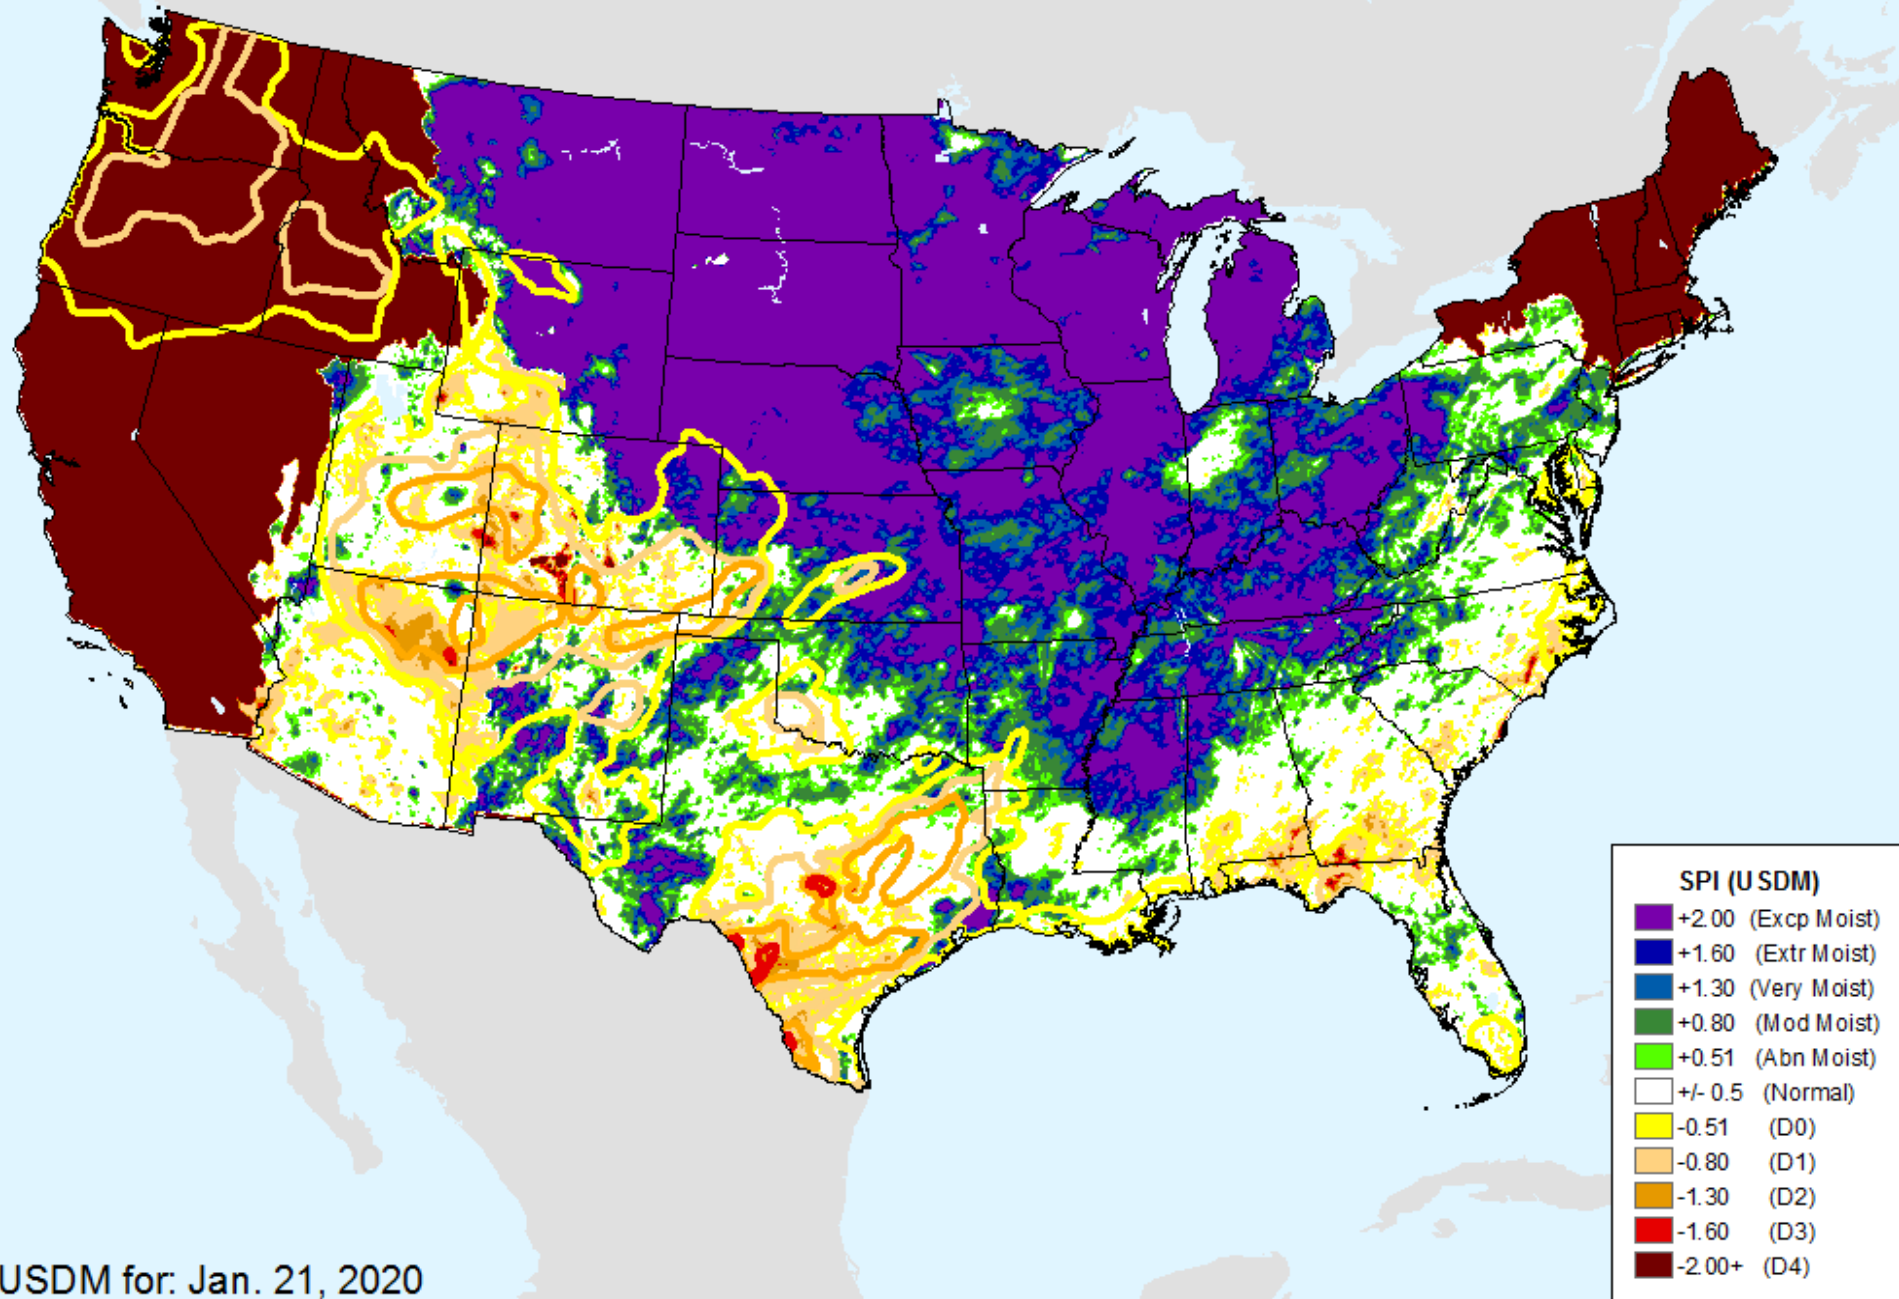 SPI (USDM)
+2.00 (Excp Moist)
+1.60 (Extr Moist)
+1.30 (Very Moist)
+0.80 (Mod Moist)
+0.51 (Abn Moist)
+/- 0.5 (Normal)
-0.51 (D0)
-0.80 (D1)
-1.30 (D2)
-1.60 (D3)
-2.00+ (D4)
USDM for: Jan. 21, 2020